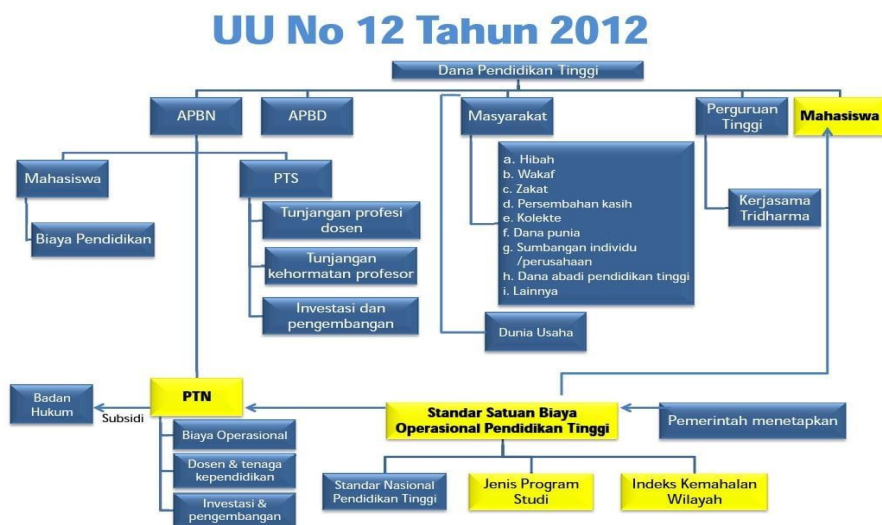 UU No 12 Tahun 2012
Dana Pendidikan Tinggi
APBN
APBD
Masyarakat
Perguruan
Tinggi
Mahasiswa
Mahasiswa
Biaya Pendidikan
PTS
Tunjangan profesi
dosen
Tunjangan
kehormatan profesor
Investasi dan
pengembangan
a. Hibah
b. Wakaf
c. Zakat
d. Persembahan kasih
e. Kolekte
f. Dana punia
g. Sumbangan individu
/perusahaan
h. Dana abadi pendidikan tinggi
i. Lainnya
Kerjasama
Tridharma
Dunia Usaha
Badan
Hukum
Subsidi
PTN
Biaya Operasional
Dosen & tenaga
kependidikan
Investasi &
pengembangan
Standar Satuan Biaya
Operasional Pendidikan Tinggi
Pemerintah menetapkan
Standar Nasional
Pendidikan Tinggi
Jenis Program
Studi
Indeks Kemahalan
Wilayah